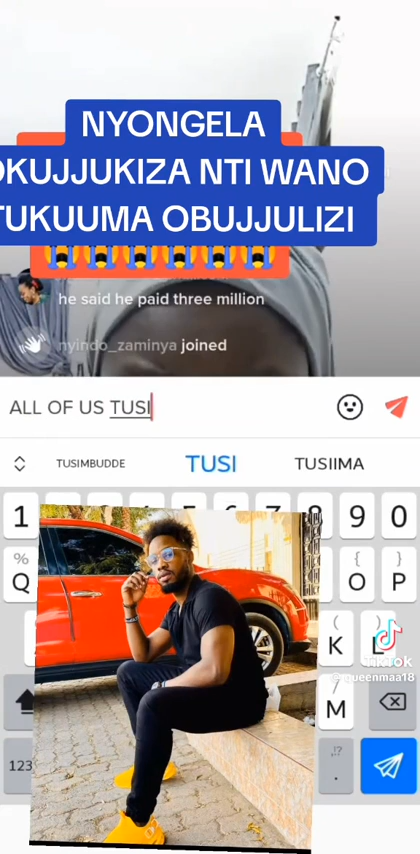 NYONGELA
OKUJJUKIZA NTI WANO
TUKUUMA OBUJJULIZI
he said he paid three million
nyindo_zaminya joined
ALL OF US TUSI
TUSIMBUDDE TUSI TUSIIMA
1 8 9 0
% { }
Q O P
( )
K L
TikTok
@queenmaa18
/
M
123 !? .